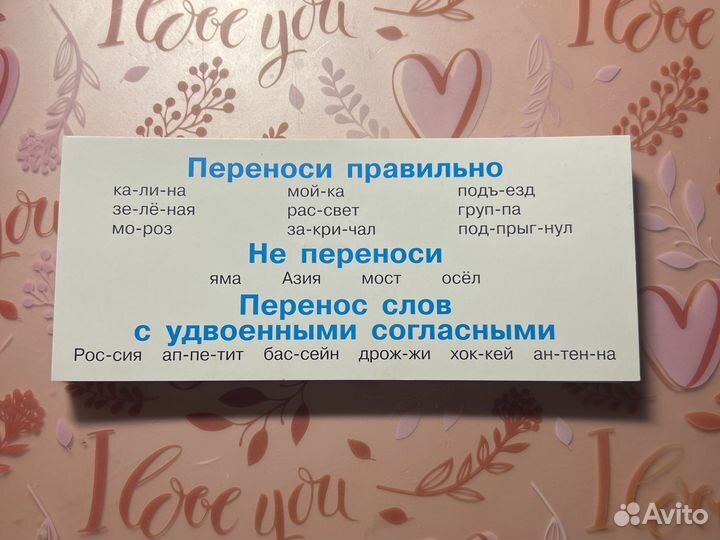 I love you
Переноси правильно
ка-ли-на мой-ка подъ-езд
зе-лё-ная рас-свет груп-па
мо-роз за-кри-чал под-прыг-нул
Не переноси
яма Азия мост осёл
Перенос слов
с удвоенными согласными
Рос-сия ап-пе-тит бас-сейн дрож-жи хок-кей ан-тен-на
I love you
Avito